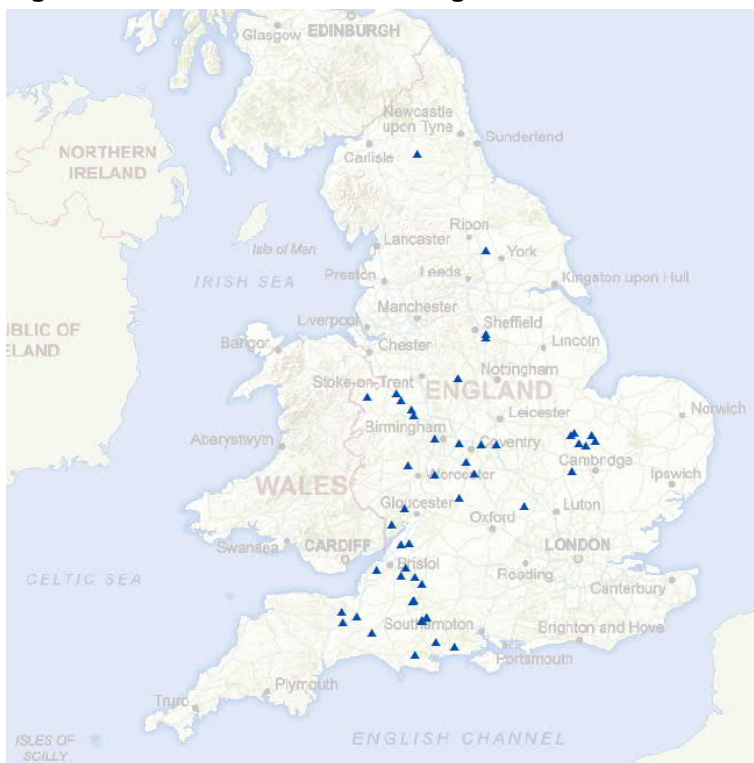 Glasgow
EDINBURGH
Newcastle
upon Tyne
Sunderland
Carlisle
NORTHERN
IRELAND
Isle of Man
Ripon
Lancaster
York
IRISH SEA
Preston
Leeds
Kingston upon Hull
Manchester
Liverpool
Sheffield
Bangor
Chester
Lincoln
BLIC OF
ELAND
Stoke-on-Trent
Nottingham
ENGLAND
Leicester
Norwich
Birmingham
Aberystwyth
Coventry
Cambridge
WALES
Worcester
Ipswich
Gloucester
Luton
Oxford
Swansea
CARDIFF
LONDON
CELTIC SEA
Bristol
Reading
Canterbury
Southampton
Brighton and Hove
Portsmouth
Plymouth
Truro
ISLES OF
SCILLY
ENGLISH CHANNEL